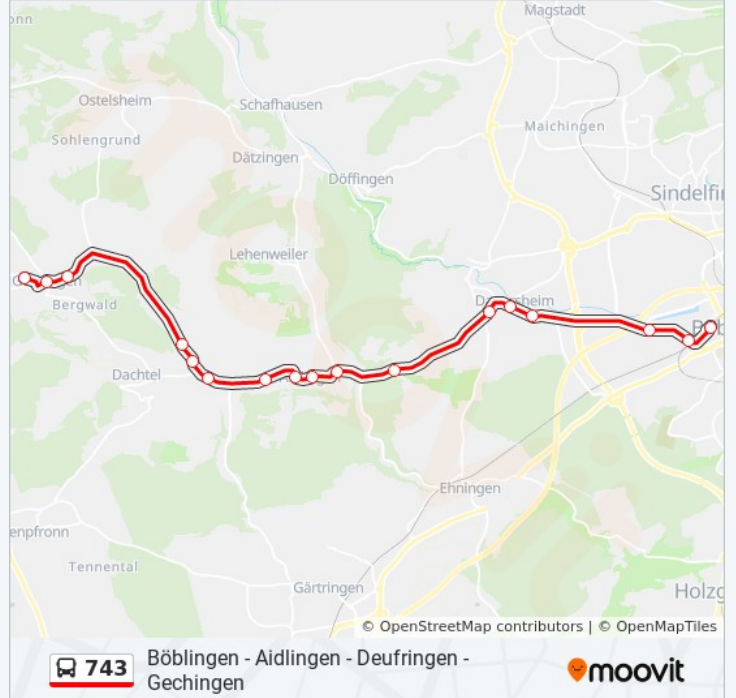 Magstadt
Ostelsheim
Schafhausen
Maichingen
Sohlengrund
Dätzingen
Döffingen
Sindelfin
Lehenweiler
Bergwald
Dachtel
Ehningen
enpfronn
Tennental
Gärtringen
Holzg
© OpenStreetMap contributors | © OpenMapTiles
743
Böblingen - Aidlingen - Deufringen -
Gechingen
moovit